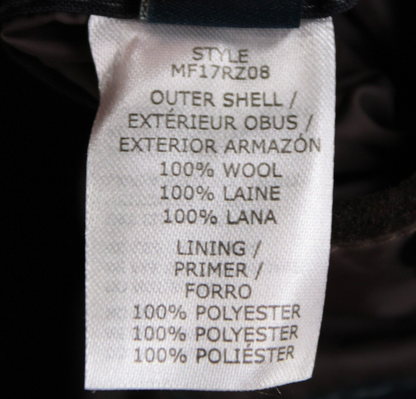 STYLE
MF17RZ08
OUTER SHELL /
EXTÉRIEUR OBUS /
EXTERIOR ARMAZÓN
100% WOOL
100% LAINE
100% LANA
LINING /
PRIMER /
FORRO
100% POLYESTER
100% POLYESTER
100% POLIÉSTER